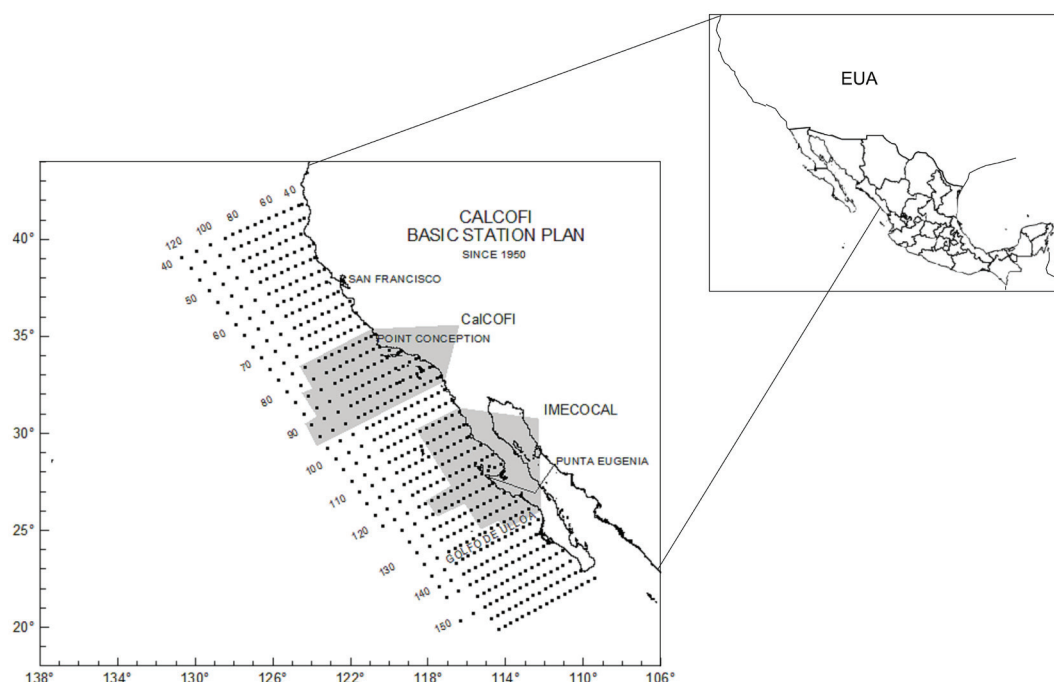 EUA
CALCOFI
BASIC STATION PLAN
SINCE 1950
120 100 80 60 40
40°
40
SAN FRANCISCO
50
35°
CalCOFI
60
POINT CONCEPTION
70
80
IMECOCAL
90
30°
PUNTA EUGENIA
100
110
25°
120
GOLFO DE ULLOA
130
140
150
20°
138° 134° 130° 126° 122° 118° 114° 110° 106°